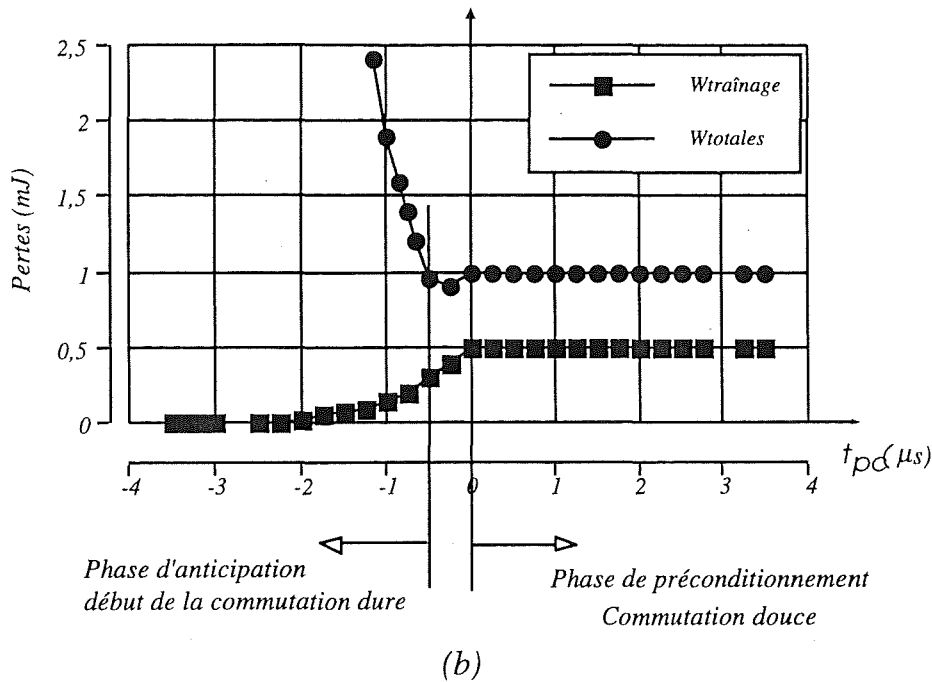 2,5
2
1,5
1
0,5
0
Pertes (mJ)
Wtraînage
Wtotales
-4 -3 -2 -1 0 1 2 3 4
tpd(μs)
Phase d'anticipation
début de la commutation dure
Phase de préconditionnement
Commutation douce
(b)